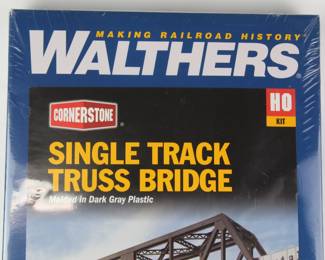 MAKING RAILROAD HISTORY
WALTHERS®
HO
KIT
CORNERSTONE
SINGLE TRACK
TRUSS BRIDGE
Molded In Dark Gray Plastic